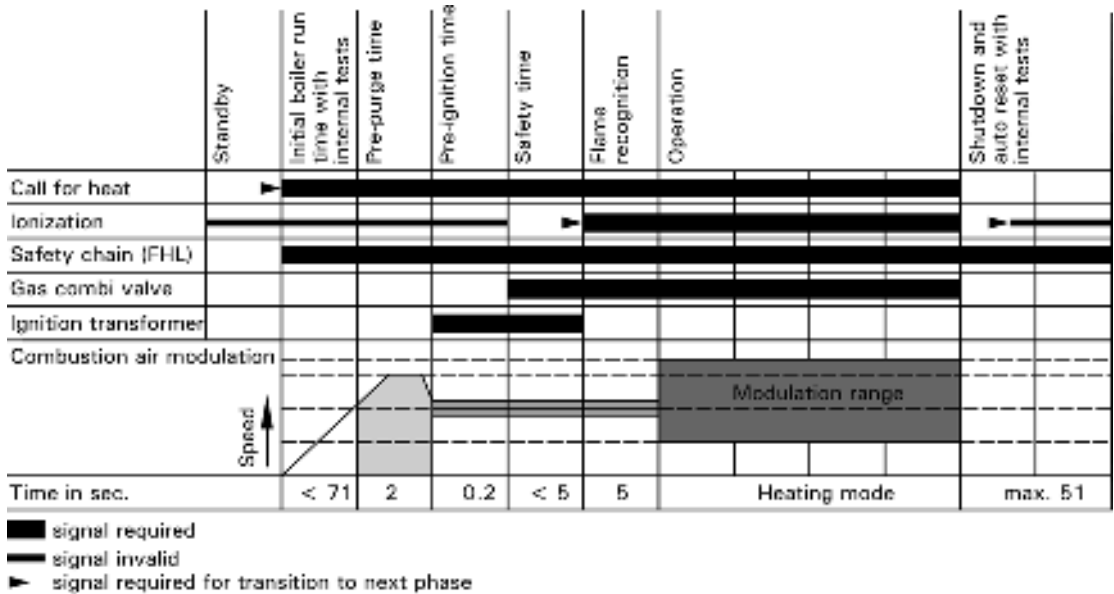 Standby
Initial boiler run
time with
internal tests
Pre-purge time
Pre-ignition time
Safety time
Flame
recognition
Operation
Shutdown and
auto reset with
internal tests
Call for heat
Ionization
Safety chain (FHL)
Gas combi valve
Ignition transformer
Combustion air modulation
Modulation range
Speed
Time in sec. < 71 2 0.2 < 5 5 Heating mode max. 51
signal required
signal invalid
signal required for transition to next phase